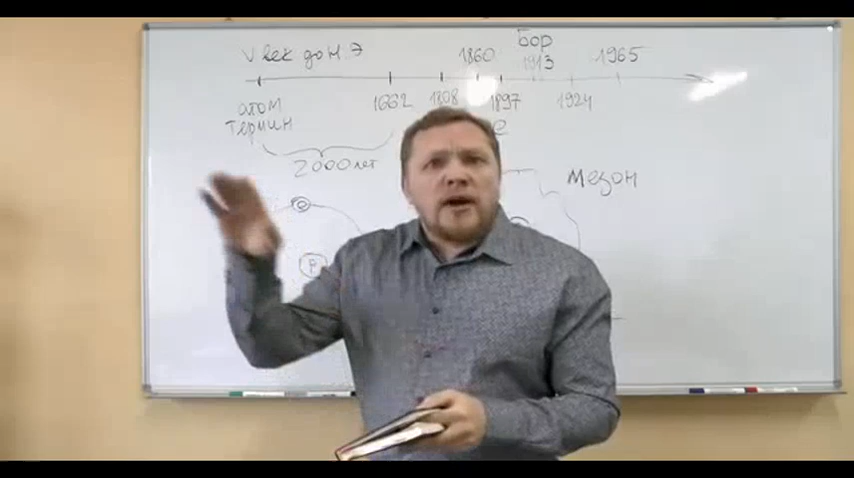 V век до н.э
1860
Бор
1913
1965
атом
термин
1662
1808
1897
1924
e
2000 лет
Мезон
e
P